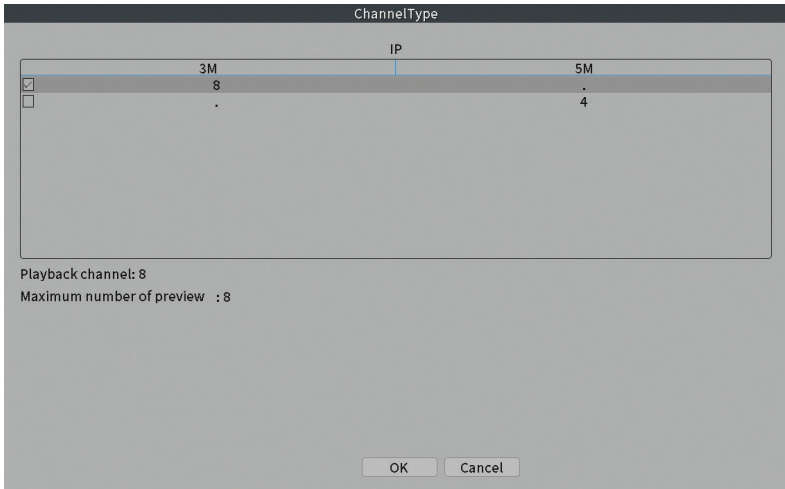 ChannelType
IP
3M 5M
8 .
. 4
Playback channel: 8
Maximum number of preview : 8
OK Cancel